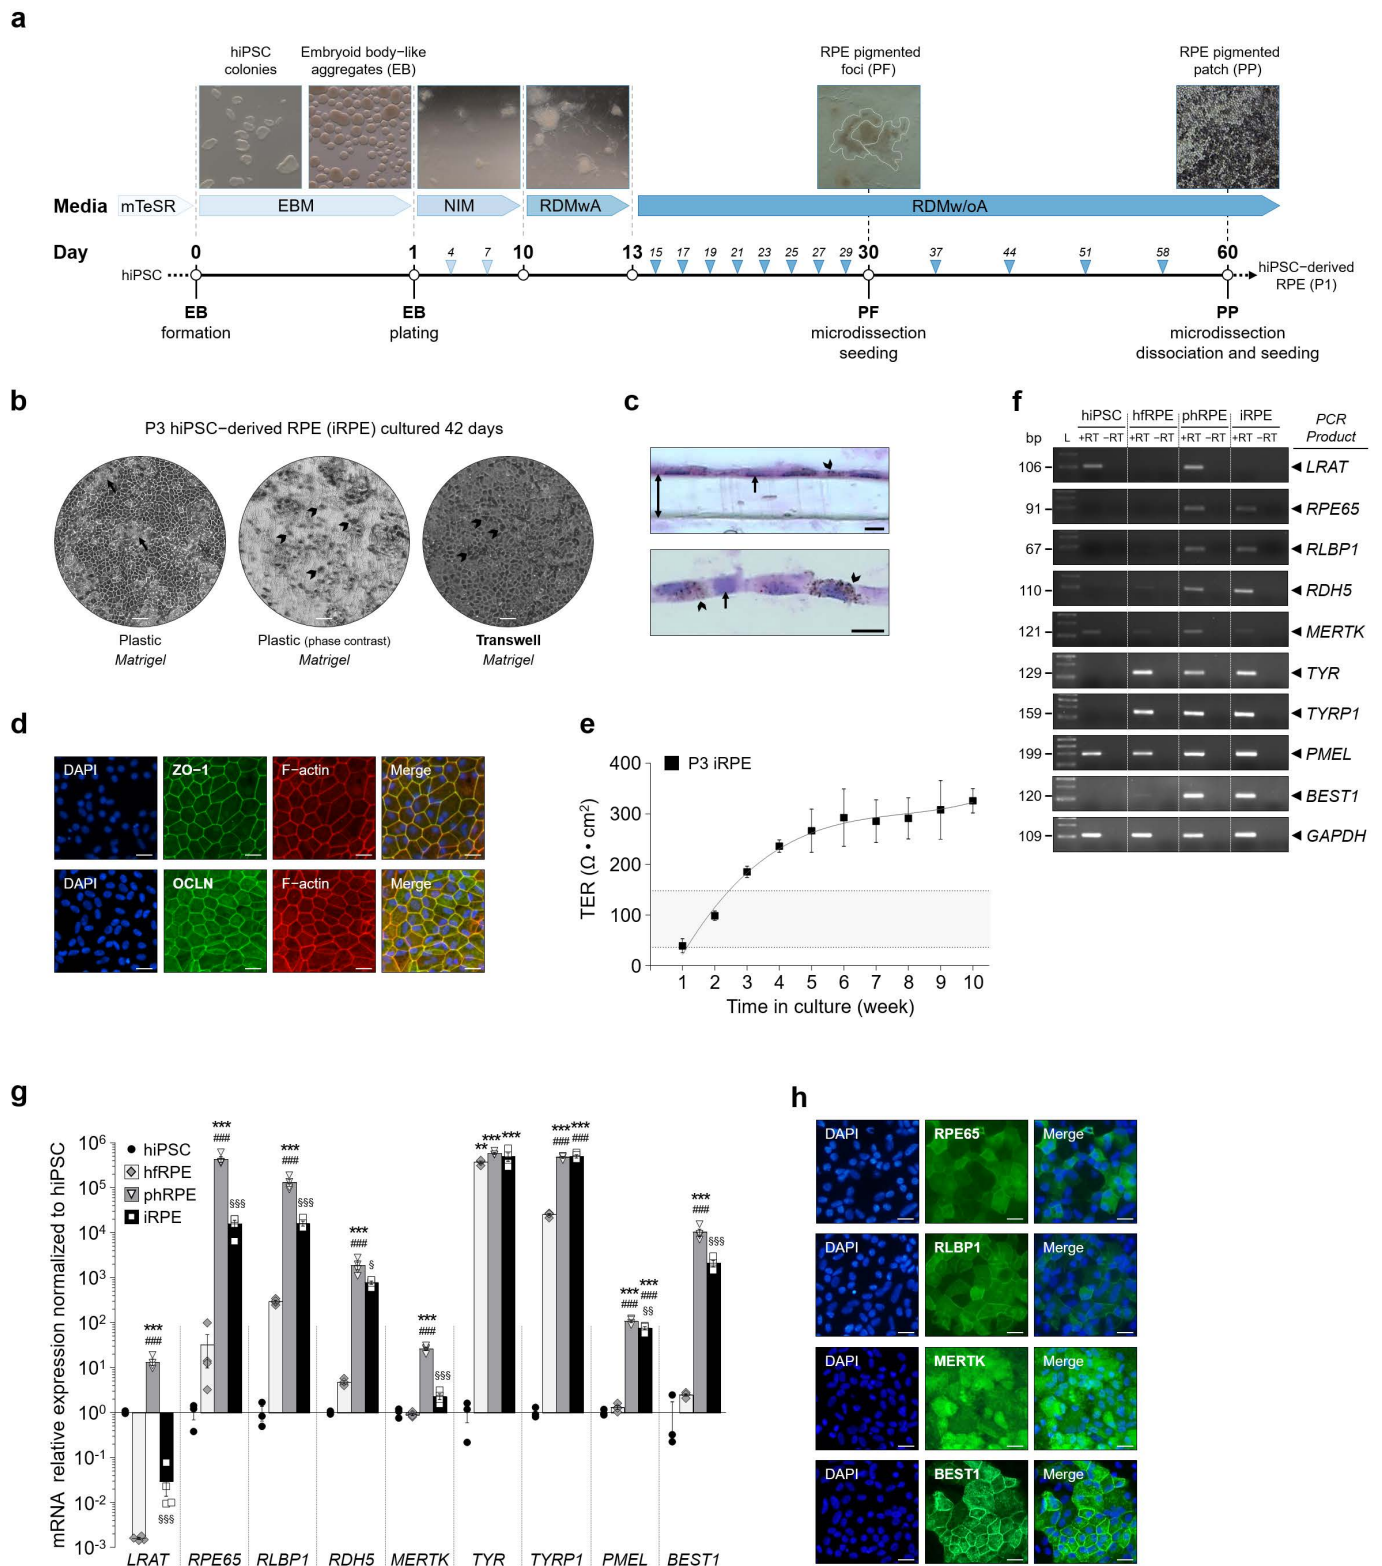 a
hiPSC
colonies
Embryoid body−like
aggregates (EB)
RPE pigmented
foci (PF)
RPE pigmented
patch (PP)
Media
mTeSR
EBM
NIM
RDMwA
RDMw/oA
Day
0
1
4
7
10
13
15
17
19
21
23
25
27
29
30
37
44
51
58
60
hiPSC
hiPSC−derived
RPE (P1)
EB
formation
EB
plating
PF
microdissection
seeding
PP
microdissection
dissociation and seeding
b
P3 hiPSC−derived RPE (iRPE) cultured 42 days
Plastic
Matrigel
Plastic (phase contrast)
Matrigel
Transwell
Matrigel
c
d
DAPI
ZO−1
F−actin
Merge
DAPI
OCLN
F−actin
Merge
e
P3 iRPE
TER (Ω • cm²)
400
300
200
100
0
1 2 3 4 5 6 7 8 9 10
Time in culture (week)
f
hiPSC hfRPE phRPE iRPE
PCR
Product
bp L +RT −RT +RT −RT +RT −RT +RT −RT
106 LRAT
91 RPE65
67 RLBP1
110 RDH5
121 MERTK
129 TYR
159 TYRP1
199 PMEL
120 BEST1
109 GAPDH
g
mRNA relative expression normalized to hiPSC
hiPSC
hfRPE
phRPE
iRPE
10⁶
10⁵
10⁴
10³
10²
10¹
10⁰
10⁻¹
10⁻²
10⁻³
***
###
§§§
***
###
§§§
***
###
§§§
***
###
§
***
###
§§§
**
***
***
***
###
***
###
***
###
***
###
§§
***
###
§§§
LRAT RPE65 RLBP1 RDH5 MERTK TYR TYRP1 PMEL BEST1
h
DAPI
RPE65
Merge
DAPI
RLBP1
Merge
DAPI
MERTK
Merge
DAPI
BEST1
Merge